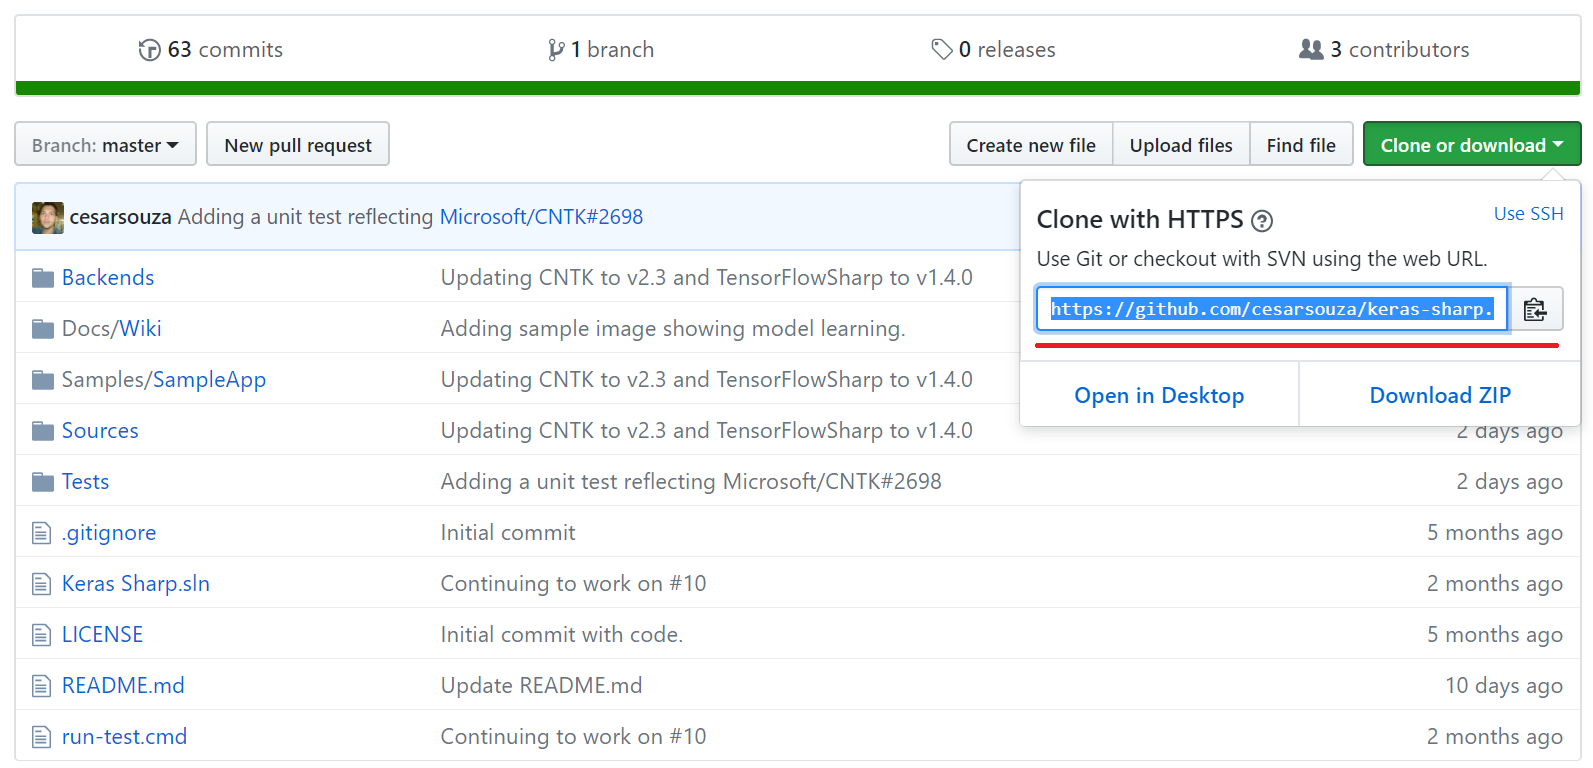 63 commits 1 branch 0 releases 3 contributors
Branch: master New pull request Create new file Upload files Find file Clone or download
cesarsouza Adding a unit test reflecting Microsoft/CNTK#2698
Clone with HTTPS Use SSH
Use Git or checkout with SVN using the web URL.
https://github.com/cesarsouza/keras-sharp.
Open in Desktop Download ZIP
Backends Updating CNTK to v2.3 and TensorFlowSharp to v1.4.0
Docs/Wiki Adding sample image showing model learning.
Samples/SampleApp Updating CNTK to v2.3 and TensorFlowSharp to v1.4.0
Sources Updating CNTK to v2.3 and TensorFlowSharp to v1.4.0 2 days ago
Tests Adding a unit test reflecting Microsoft/CNTK#2698 2 days ago
.gitignore Initial commit 5 months ago
Keras Sharp.sln Continuing to work on #10 2 months ago
LICENSE Initial commit with code. 5 months ago
README.md Update README.md 10 days ago
run-test.cmd Continuing to work on #10 2 months ago